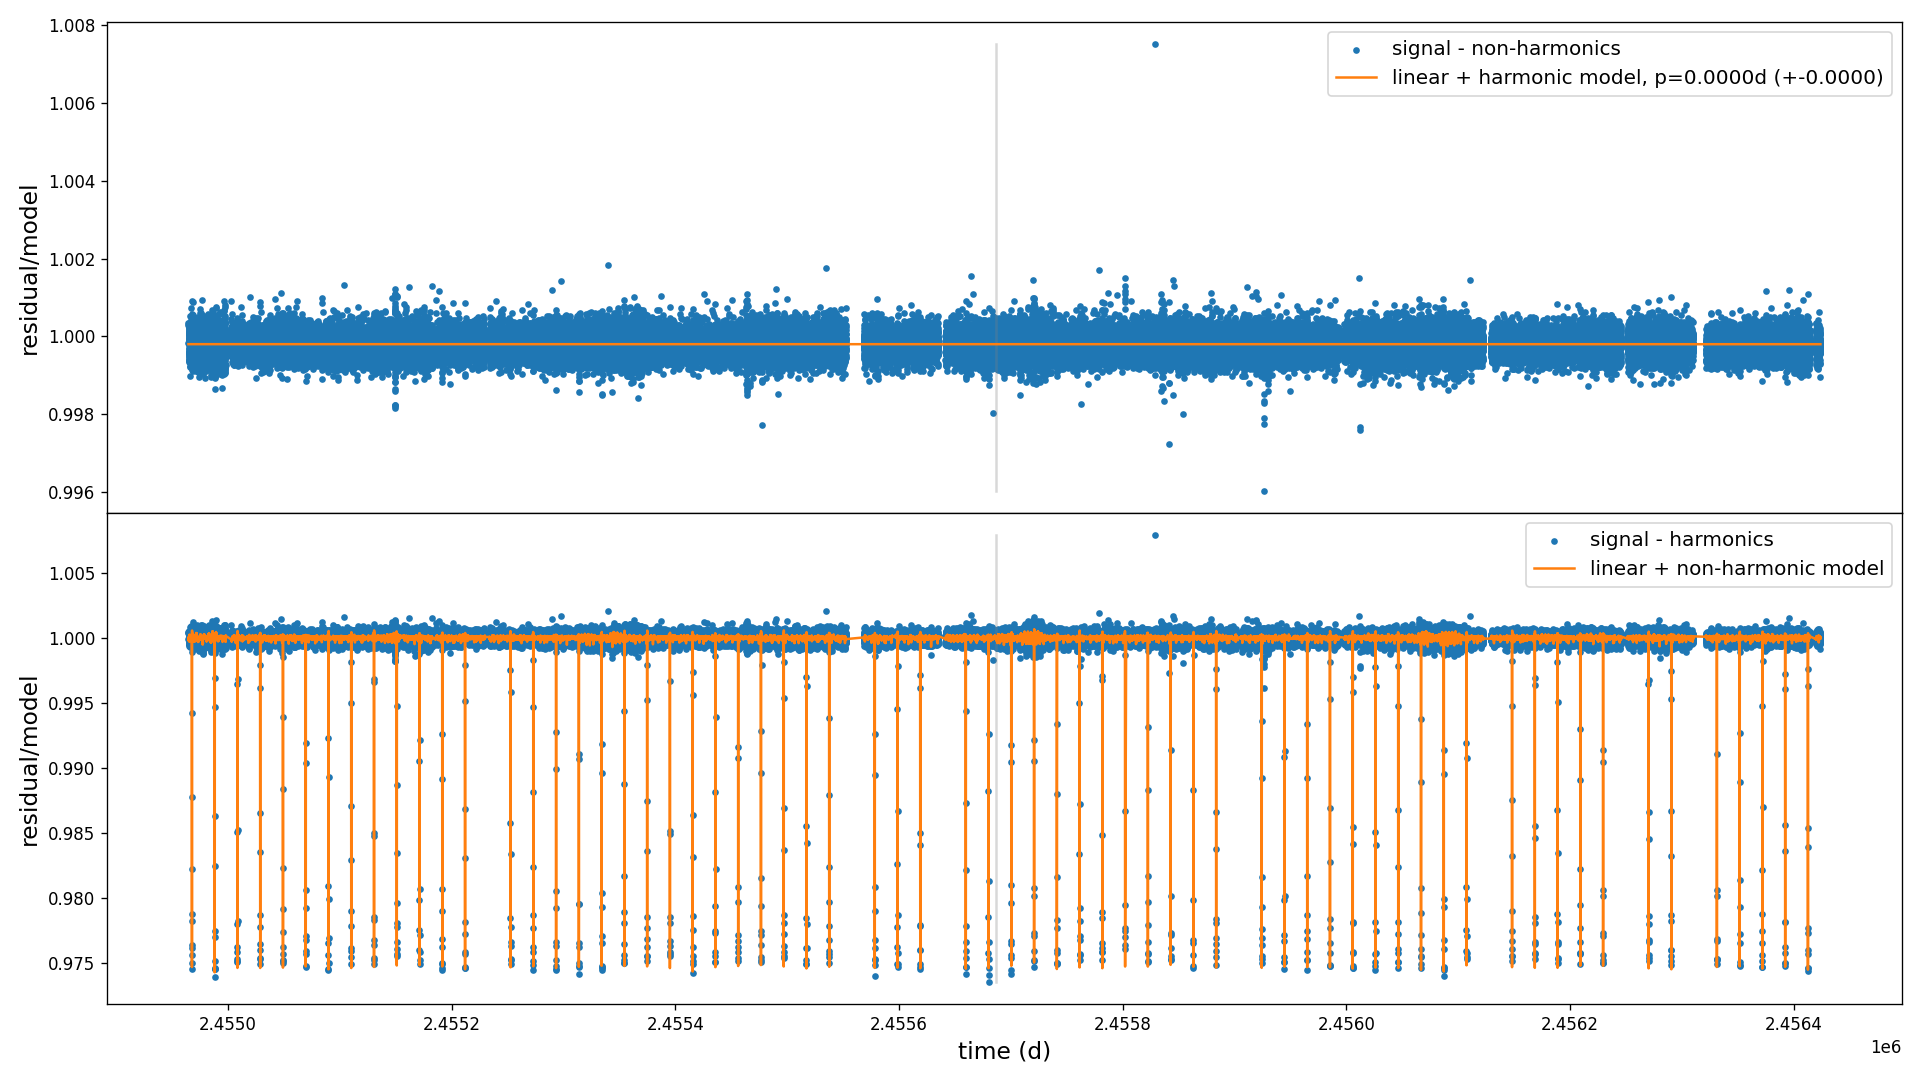 1.008
1.006
1.004
1.002
1.000
0.998
0.996
residual/model
signal - non-harmonics
linear + harmonic model, p=0.0000d (+-0.0000)
1.005
1.000
0.995
0.990
0.985
0.980
0.975
residual/model
signal - harmonics
linear + non-harmonic model
2.4550
2.4552
2.4554
2.4556
2.4558
2.4560
2.4562
2.4564
1e6
time (d)